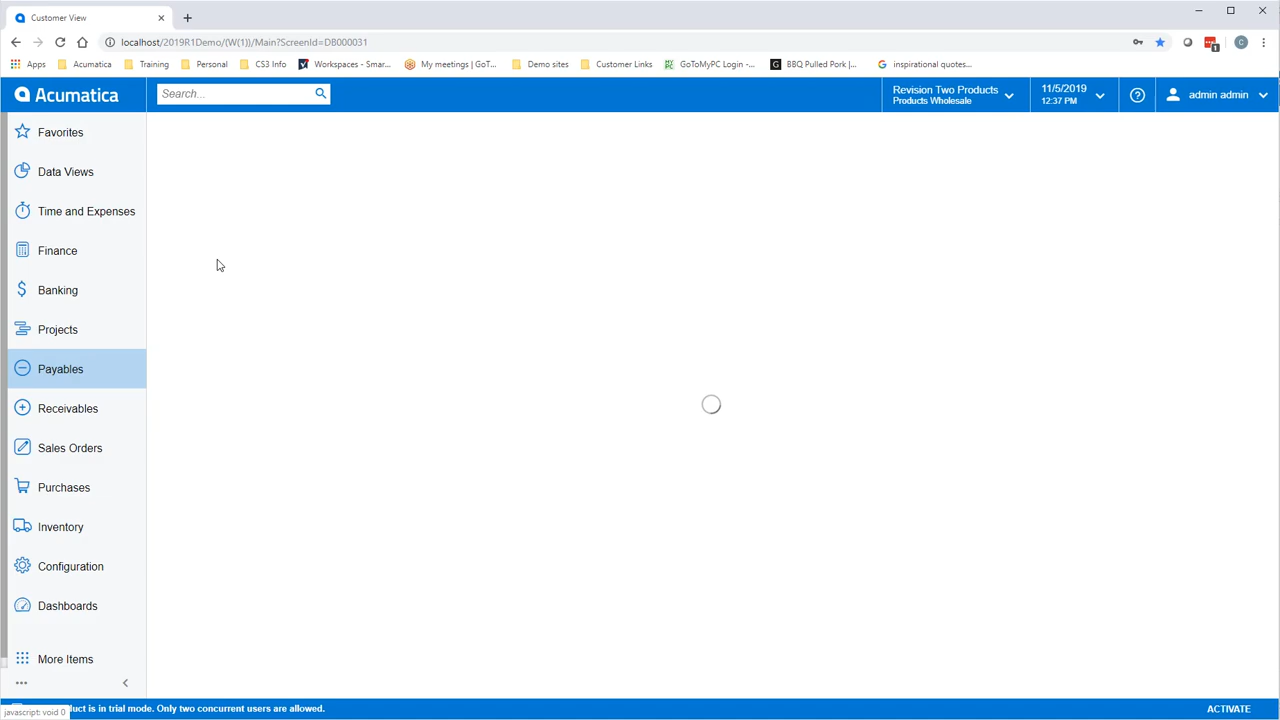 Customer View
localhost/2019R1Demo/(W(1))/Main?ScreenId=DB000031
Apps
Acumatica
Training
Personal
CS3 Info
Workspaces - Smar...
My meetings | GoT...
Demo sites
Customer Links
GoToMyPC Login -...
BBQ Pulled Pork |...
inspirational quotes...
Acumatica
Search...
Revision Two Products
Products Wholesale
11/5/2019
12:37 PM
admin admin
Favorites
Data Views
Time and Expenses
Finance
Banking
Projects
Payables
Receivables
Sales Orders
Purchases
Inventory
Configuration
Dashboards
More Items
uct is in trial mode. Only two concurrent users are allowed.
ACTIVATE
javascript: void 0